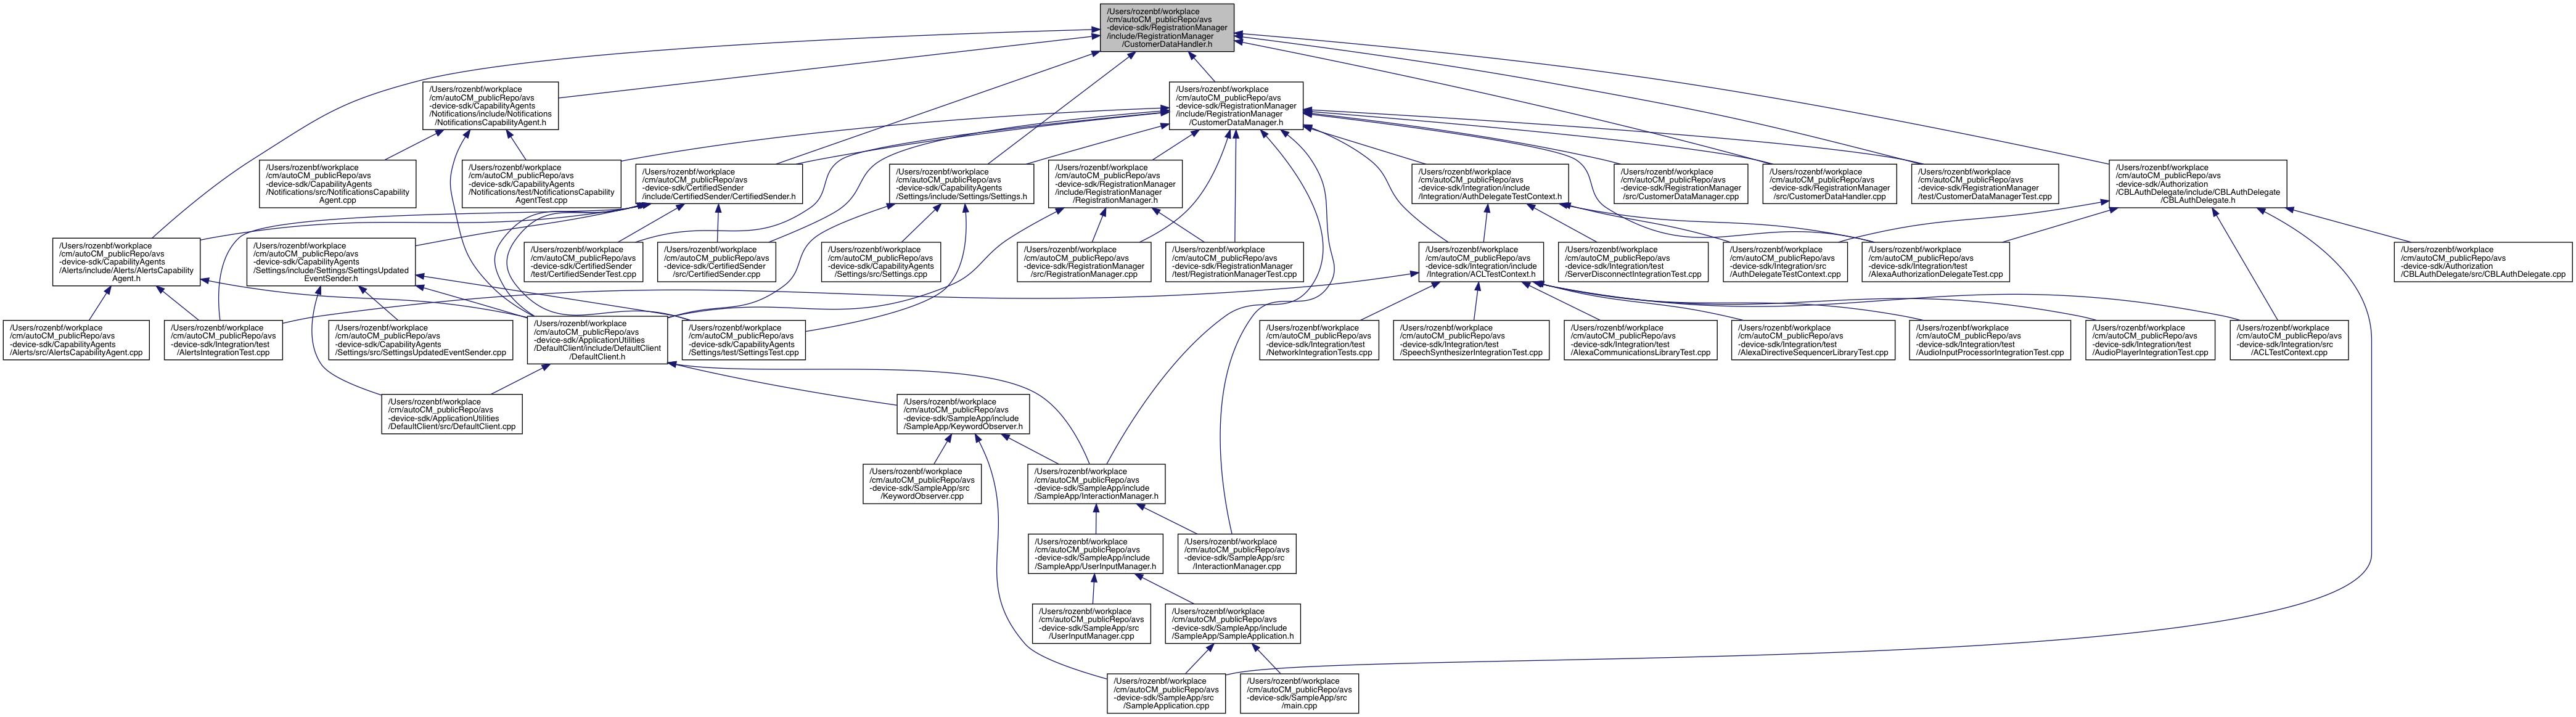 /Users/rozenbf/workplace
/cm/autoCM_publicRepo/avs
-device-sdk/RegistrationManager
/include/RegistrationManager
/CustomerDataHandler.h
/Users/rozenbf/workplace
/cm/autoCM_publicRepo/avs
-device-sdk/CapabilityAgents
/Notifications/include/Notifications
/NotificationsCapabilityAgent.h
/Users/rozenbf/workplace
/cm/autoCM_publicRepo/avs
-device-sdk/RegistrationManager
/include/RegistrationManager
/CustomerDataManager.h
/Users/rozenbf/workplace
/cm/autoCM_publicRepo/avs
-device-sdk/CapabilityAgents
/Notifications/src/NotificationsCapability
Agent.cpp
/Users/rozenbf/workplace
/cm/autoCM_publicRepo/avs
-device-sdk/CapabilityAgents
/Notifications/test/NotificationsCapability
AgentTest.cpp
/Users/rozenbf/workplace
/cm/autoCM_publicRepo/avs
-device-sdk/CertifiedSender
/include/CertifiedSender/CertifiedSender.h
/Users/rozenbf/workplace
/cm/autoCM_publicRepo/avs
-device-sdk/CapabilityAgents
/Settings/include/Settings/Settings.h
/Users/rozenbf/workplace
/cm/autoCM_publicRepo/avs
-device-sdk/RegistrationManager
/include/RegistrationManager
/RegistrationManager.h
/Users/rozenbf/workplace
/cm/autoCM_publicRepo/avs
-device-sdk/Integration/include
/Integration/AuthDelegateTestContext.h
/Users/rozenbf/workplace
/cm/autoCM_publicRepo/avs
-device-sdk/RegistrationManager
/src/CustomerDataManager.cpp
/Users/rozenbf/workplace
/cm/autoCM_publicRepo/avs
-device-sdk/RegistrationManager
/src/CustomerDataHandler.cpp
/Users/rozenbf/workplace
/cm/autoCM_publicRepo/avs
-device-sdk/RegistrationManager
/test/CustomerDataManagerTest.cpp
/Users/rozenbf/workplace
/cm/autoCM_publicRepo/avs
-device-sdk/Authorization
/CBLAuthDelegate/include/CBLAuthDelegate
/CBLAuthDelegate.h
/Users/rozenbf/workplace
/cm/autoCM_publicRepo/avs
-device-sdk/CapabilityAgents
/Alerts/include/Alerts/AlertsCapability
Agent.h
/Users/rozenbf/workplace
/cm/autoCM_publicRepo/avs
-device-sdk/CapabilityAgents
/Settings/include/Settings/SettingsUpdated
EventSender.h
/Users/rozenbf/workplace
/cm/autoCM_publicRepo/avs
-device-sdk/CertifiedSender
/test/CertifiedSenderTest.cpp
/Users/rozenbf/workplace
/cm/autoCM_publicRepo/avs
-device-sdk/CertifiedSender
/src/CertifiedSender.cpp
/Users/rozenbf/workplace
/cm/autoCM_publicRepo/avs
-device-sdk/CapabilityAgents
/Settings/src/Settings.cpp
/Users/rozenbf/workplace
/cm/autoCM_publicRepo/avs
-device-sdk/RegistrationManager
/src/RegistrationManager.cpp
/Users/rozenbf/workplace
/cm/autoCM_publicRepo/avs
-device-sdk/RegistrationManager
/test/RegistrationManagerTest.cpp
/Users/rozenbf/workplace
/cm/autoCM_publicRepo/avs
-device-sdk/Integration/include
/Integration/ACLTestContext.h
/Users/rozenbf/workplace
/cm/autoCM_publicRepo/avs
-device-sdk/Integration/test
/ServerDisconnectIntegrationTest.cpp
/Users/rozenbf/workplace
/cm/autoCM_publicRepo/avs
-device-sdk/Integration/src
/AuthDelegateTestContext.cpp
/Users/rozenbf/workplace
/cm/autoCM_publicRepo/avs
-device-sdk/Integration/test
/AlexaAuthorizationDelegateTest.cpp
/Users/rozenbf/workplace
/cm/autoCM_publicRepo/avs
-device-sdk/Authorization
/CBLAuthDelegate/src/CBLAuthDelegate.cpp
/Users/rozenbf/workplace
/cm/autoCM_publicRepo/avs
-device-sdk/CapabilityAgents
/Alerts/src/AlertsCapabilityAgent.cpp
/Users/rozenbf/workplace
/cm/autoCM_publicRepo/avs
-device-sdk/Integration/test
/AlertsIntegrationTest.cpp
/Users/rozenbf/workplace
/cm/autoCM_publicRepo/avs
-device-sdk/CapabilityAgents
/Settings/src/SettingsUpdatedEventSender.cpp
/Users/rozenbf/workplace
/cm/autoCM_publicRepo/avs
-device-sdk/ApplicationUtilities
/DefaultClient/include/DefaultClient
/DefaultClient.h
/Users/rozenbf/workplace
/cm/autoCM_publicRepo/avs
-device-sdk/CapabilityAgents
/Settings/test/SettingsTest.cpp
/Users/rozenbf/workplace
/cm/autoCM_publicRepo/avs
-device-sdk/Integration/test
/NetworkIntegrationTests.cpp
/Users/rozenbf/workplace
/cm/autoCM_publicRepo/avs
-device-sdk/Integration/test
/SpeechSynthesizerIntegrationTest.cpp
/Users/rozenbf/workplace
/cm/autoCM_publicRepo/avs
-device-sdk/Integration/test
/AlexaCommunicationsLibraryTest.cpp
/Users/rozenbf/workplace
/cm/autoCM_publicRepo/avs
-device-sdk/Integration/test
/AlexaDirectiveSequencerLibraryTest.cpp
/Users/rozenbf/workplace
/cm/autoCM_publicRepo/avs
-device-sdk/Integration/test
/AudioInputProcessorIntegrationTest.cpp
/Users/rozenbf/workplace
/cm/autoCM_publicRepo/avs
-device-sdk/Integration/test
/AudioPlayerIntegrationTest.cpp
/Users/rozenbf/workplace
/cm/autoCM_publicRepo/avs
-device-sdk/Integration/src
/ACLTestContext.cpp
/Users/rozenbf/workplace
/cm/autoCM_publicRepo/avs
-device-sdk/ApplicationUtilities
/DefaultClient/src/DefaultClient.cpp
/Users/rozenbf/workplace
/cm/autoCM_publicRepo/avs
-device-sdk/SampleApp/include
/SampleApp/KeywordObserver.h
/Users/rozenbf/workplace
/cm/autoCM_publicRepo/avs
-device-sdk/SampleApp/src
/KeywordObserver.cpp
/Users/rozenbf/workplace
/cm/autoCM_publicRepo/avs
-device-sdk/SampleApp/include
/SampleApp/InteractionManager.h
/Users/rozenbf/workplace
/cm/autoCM_publicRepo/avs
-device-sdk/SampleApp/include
/SampleApp/UserInputManager.h
/Users/rozenbf/workplace
/cm/autoCM_publicRepo/avs
-device-sdk/SampleApp/src
/InteractionManager.cpp
/Users/rozenbf/workplace
/cm/autoCM_publicRepo/avs
-device-sdk/SampleApp/src
/UserInputManager.cpp
/Users/rozenbf/workplace
/cm/autoCM_publicRepo/avs
-device-sdk/SampleApp/include
/SampleApp/SampleApplication.h
/Users/rozenbf/workplace
/cm/autoCM_publicRepo/avs
-device-sdk/SampleApp/src
/SampleApplication.cpp
/Users/rozenbf/workplace
/cm/autoCM_publicRepo/avs
-device-sdk/SampleApp/src
/main.cpp